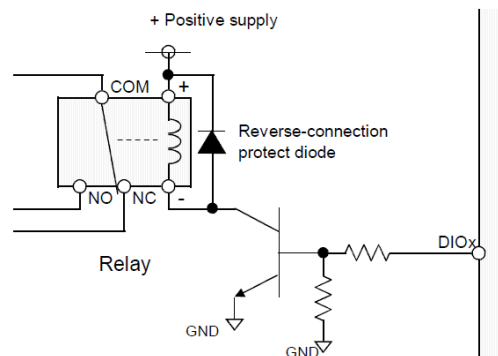 + Positive supply
COM
+
Reverse-connection
protect diode
NO
NC
-
DIOx
Relay
GND
GND